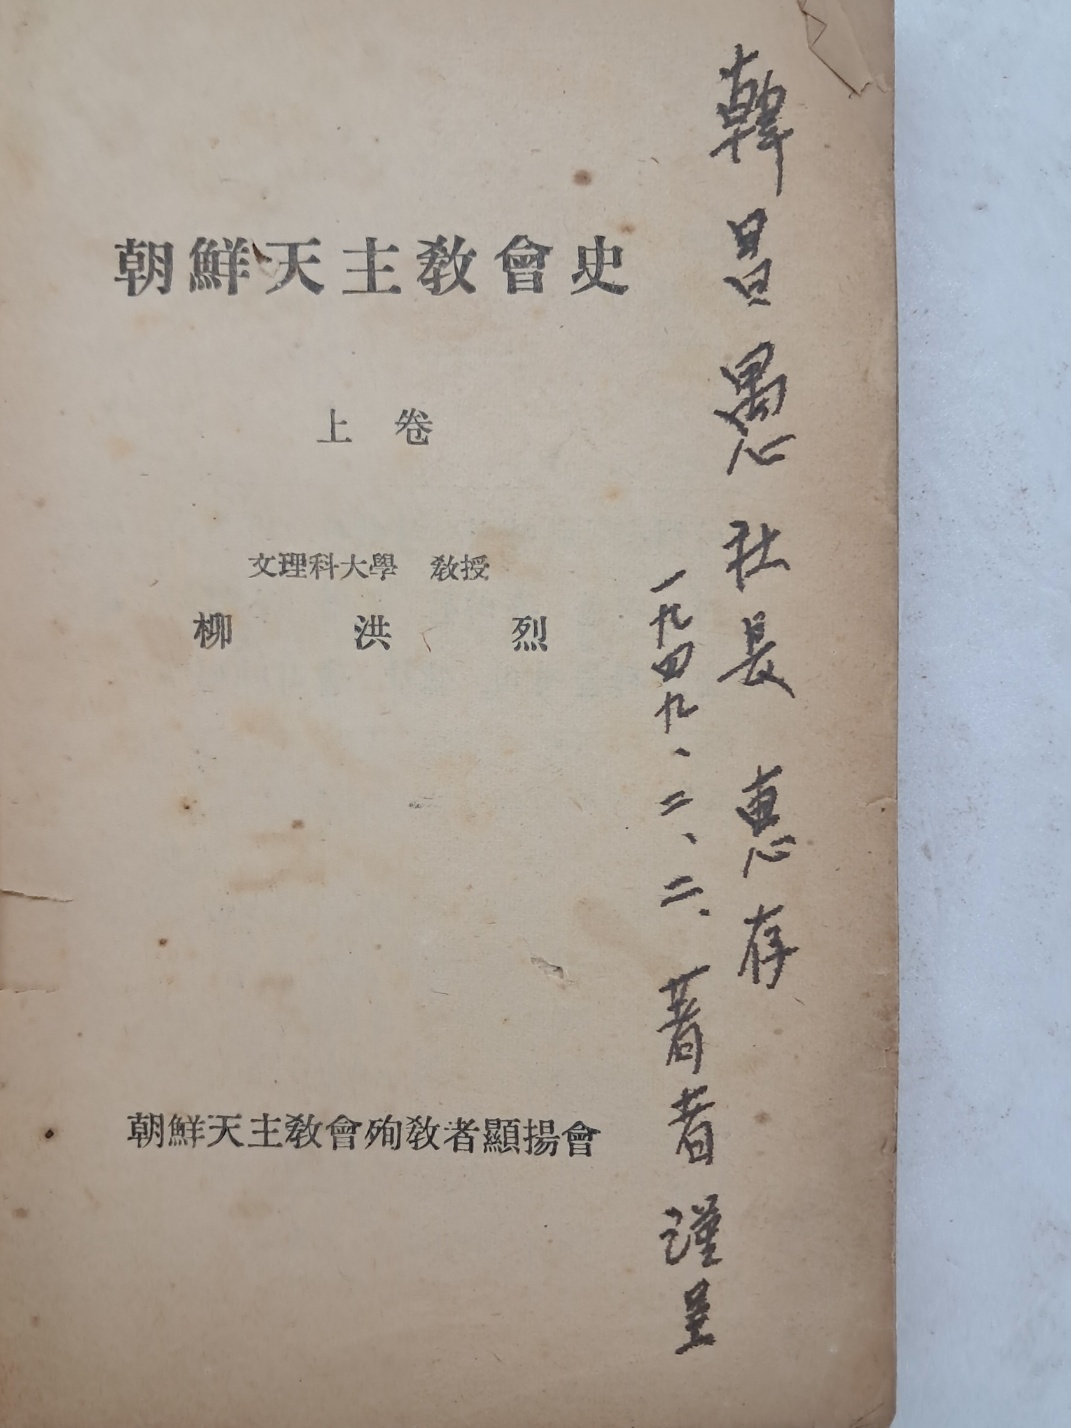 朝鮮天主敎會史
上卷
文理科大學 敎授
柳洪烈
朝鮮天主敎會殉敎者顯揚會
韓昌愚社長 惠存
一九四九、二、二、 著者謹呈